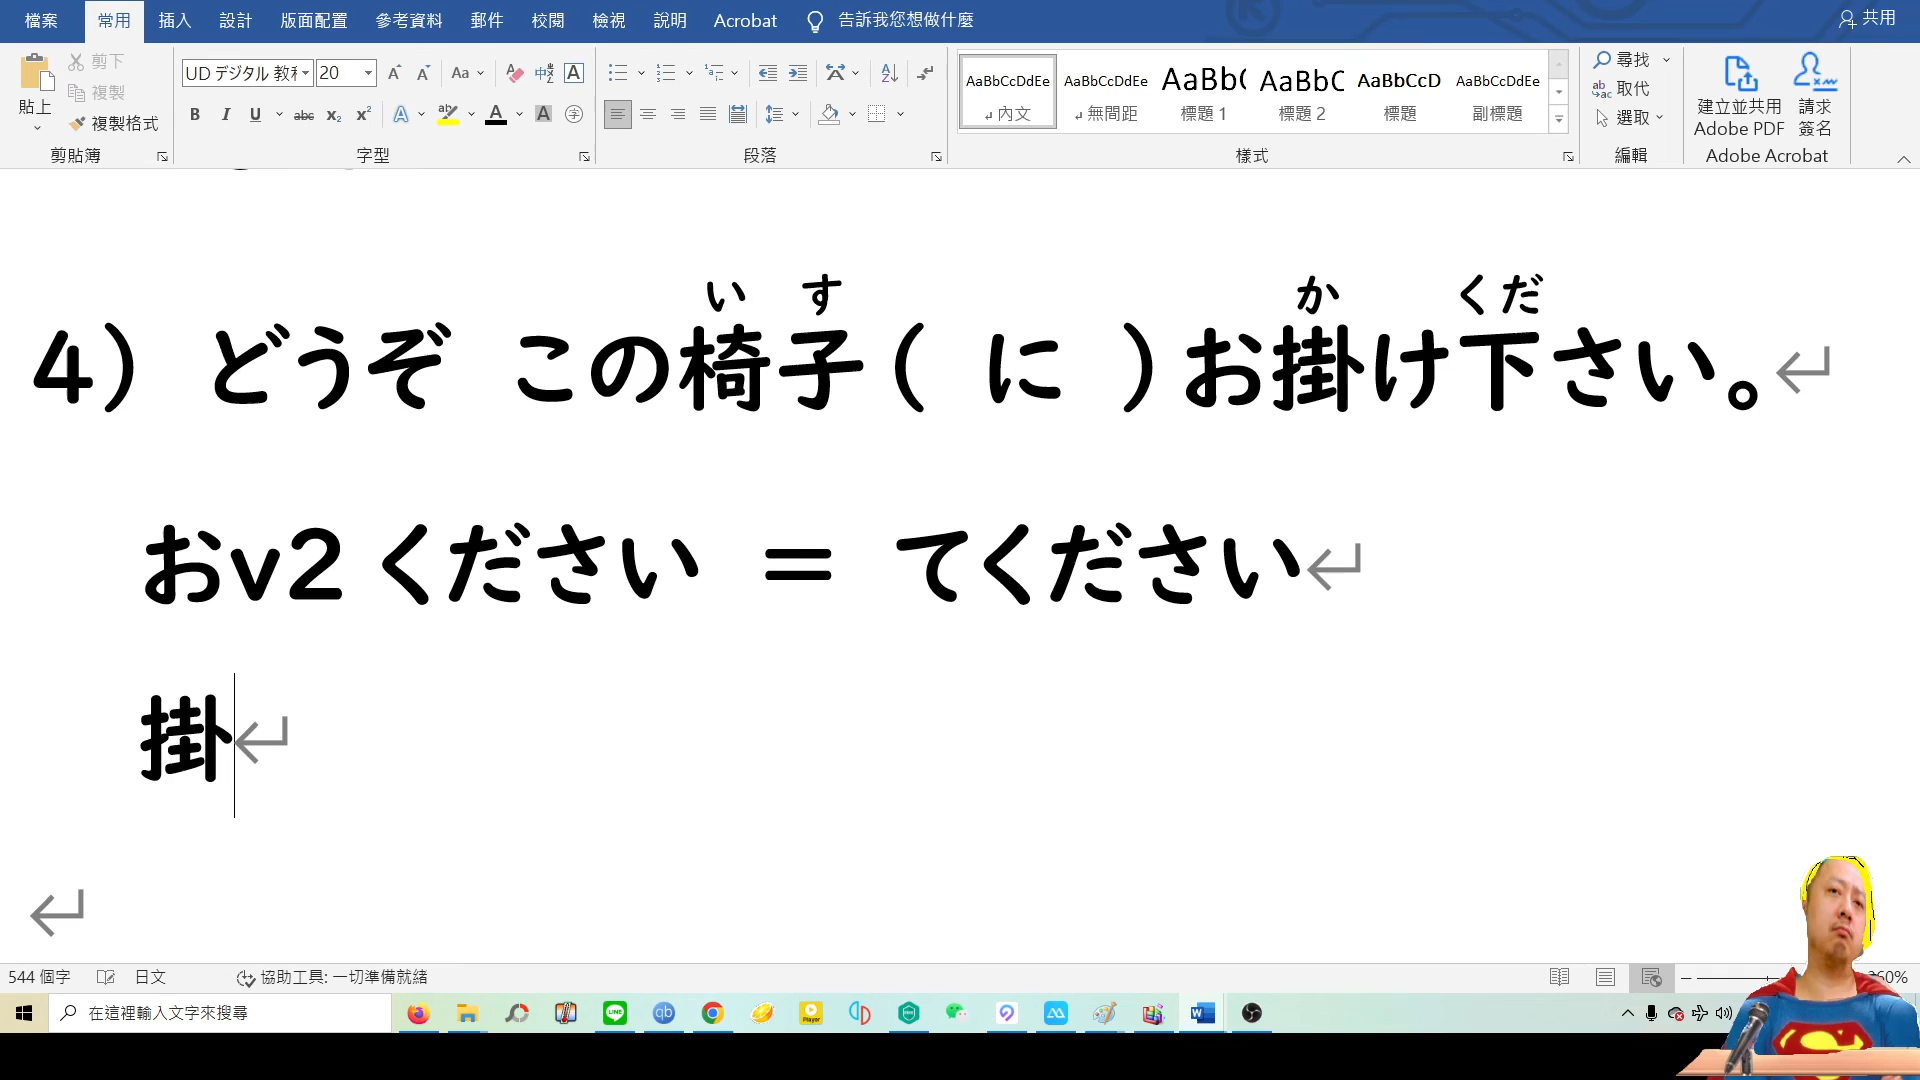 檔案 常用 插入 設計 版面配置 參考資料 郵件 校閱 檢視 說明 Acrobat 告訴我您想做什麼 共用
貼上 剪下 複製 複製格式 剪貼簿
UD デジタル 教 20 字型
段落
AaBbCcDdEe 內文 AaBbCcDdEe 無間距 AaBb( 標題 1 AaBbC 標題 2 AaBbCcD 標題 AaBbCcDdEe 副標題
樣式
尋找 取代 選取 編輯
建立並共用 Adobe PDF 請求簽名 Adobe Acrobat
い す か くだ
4) どうぞ この椅子( に )お掛け下さい。
おv2 ください = てください
掛
544 個字 日文 協助工具: 一切準備就緒
在這裡輸入文字來搜尋